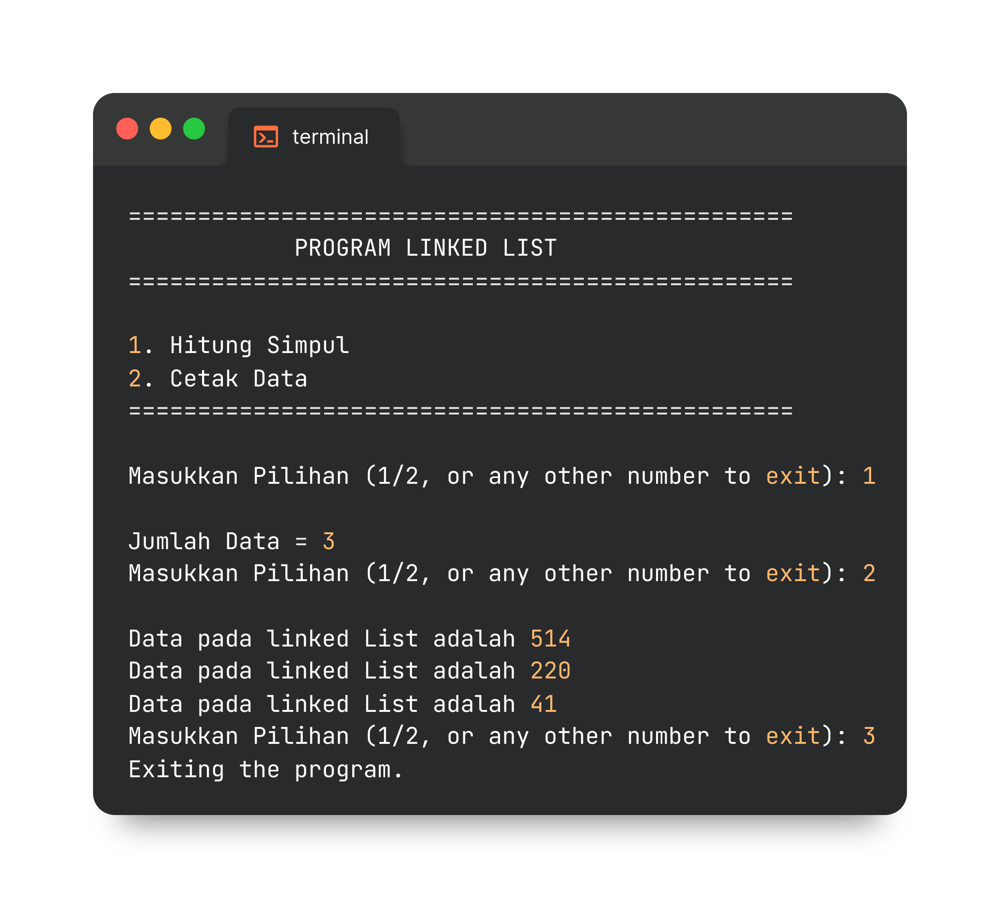 terminal
================================================
PROGRAM LINKED LIST
================================================
1. Hitung Simpul
2. Cetak Data
================================================
Masukkan Pilihan (1/2, or any other number to exit): 1
Jumlah Data = 3
Masukkan Pilihan (1/2, or any other number to exit): 2
Data pada linked List adalah 514
Data pada linked List adalah 220
Data pada linked List adalah 41
Masukkan Pilihan (1/2, or any other number to exit): 3
Exiting the program.